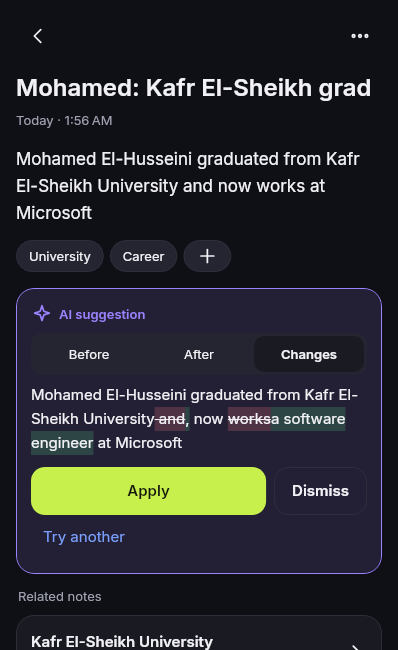 Mohamed: Kafr El-Sheikh grad
Today · 1:56 AM
Mohamed El-Husseini graduated from Kafr
El-Sheikh University and now works at
Microsoft
University
Career
AI suggestion
Before
After
Changes
Mohamed El-Husseini graduated from Kafr El-
Sheikh University and, now worksa software
engineer at Microsoft
Apply
Dismiss
Try another
Related notes
Kafr El-Sheikh University